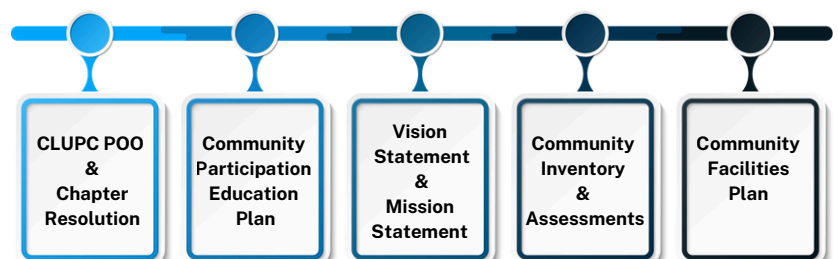 CLUPC POO
&
Chapter
Resolution
Community
Participation
Education
Plan
Vision
Statement
&
Mission
Statement
Community
Inventory
&
Assessments
Community
Facilities
Plan